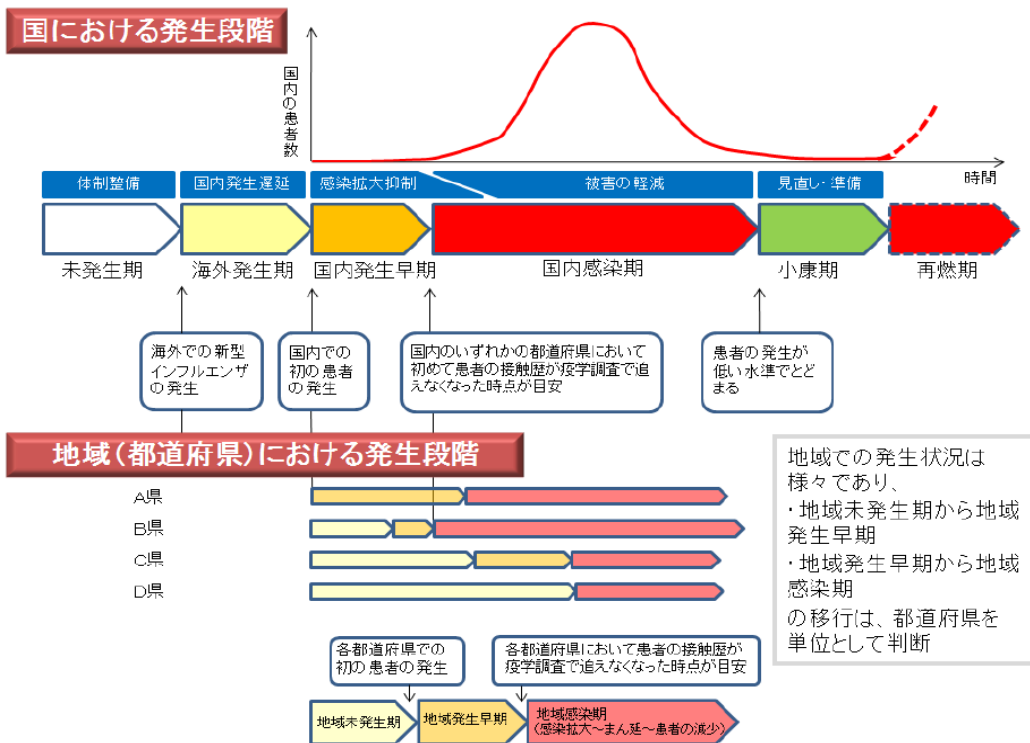 国における発生段階
国内の患者数
時間
体制整備
国内発生遅延
感染拡大抑制
被害の軽減
見直し・準備
未発生期
海外発生期
国内発生早期
国内感染期
小康期
再燃期
海外での新型
インフルエンザ
の発生
国内での
初の患者
の発生
国内のいずれかの都道府県において
初めて患者の接触歴が疫学調査で追
えなくなった時点が目安
患者の発生が
低い水準でとど
まる
地域(都道府県)における発生段階
A県
B県
C県
D県
地域での発生状況は
様々であり、
・地域未発生期から地域
発生早期
・地域発生早期から地域
感染期
の移行は、都道府県を
単位として判断
各都道府県での
初の患者の発生
各都道府県において患者の接触歴が
疫学調査で追えなくなった時点が目安
地域未発生期
地域発生早期
地域感染期
(感染拡大~まん延~患者の減少)